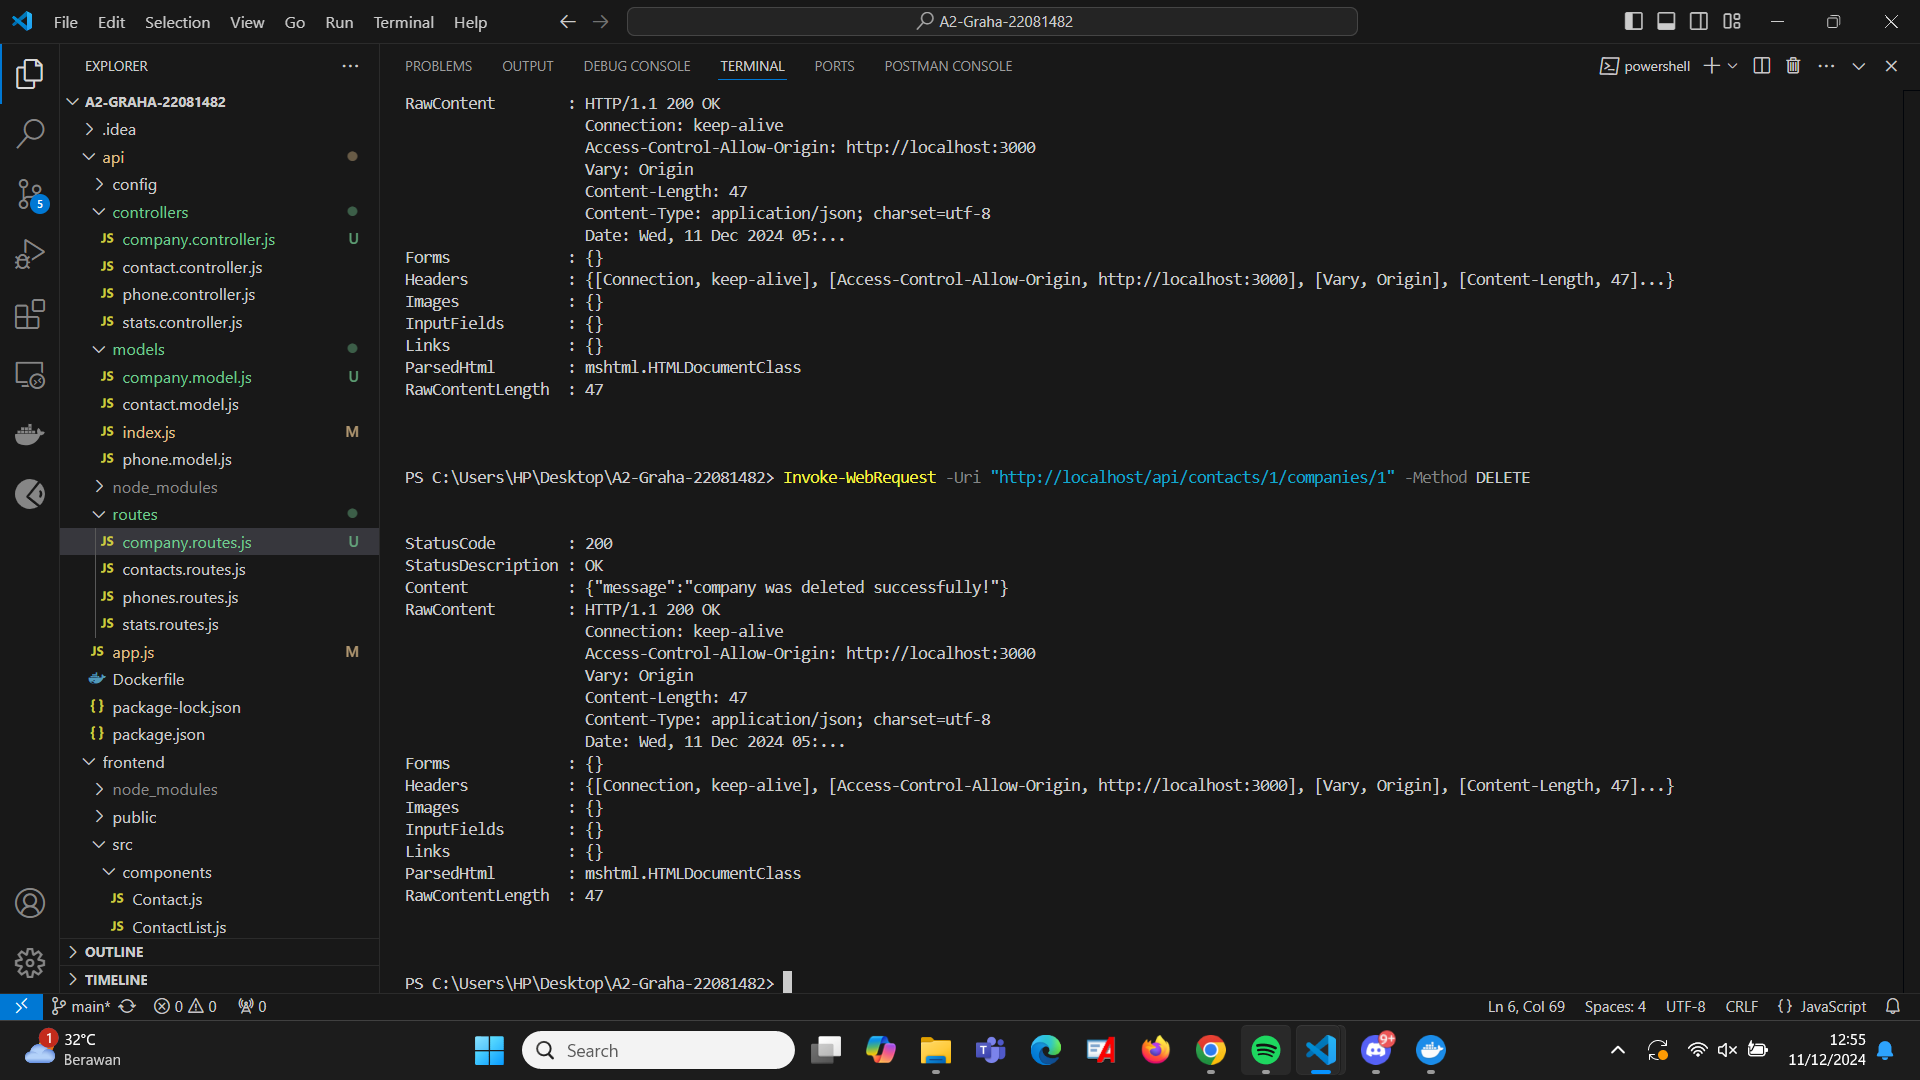 File Edit Selection View Go Run Terminal Help
A2-Graha-22081482
EXPLORER
A2-GRAHA-22081482
.idea
api
config
controllers
company.controller.js U
contact.controller.js
phone.controller.js
stats.controller.js
models
company.model.js U
contact.model.js
index.js M
phone.model.js
node_modules
routes
company.routes.js U
contacts.routes.js
phones.routes.js
stats.routes.js
app.js M
Dockerfile
package-lock.json
package.json
frontend
node_modules
public
src
components
Contact.js
ContactList.js
OUTLINE
TIMELINE
5
PROBLEMS OUTPUT DEBUG CONSOLE TERMINAL PORTS POSTMAN CONSOLE
powershell
RawContent : HTTP/1.1 200 OK
Connection: keep-alive
Access-Control-Allow-Origin: http://localhost:3000
Vary: Origin
Content-Length: 47
Content-Type: application/json; charset=utf-8
Date: Wed, 11 Dec 2024 05:...
Forms : {}
Headers : {[Connection, keep-alive], [Access-Control-Allow-Origin, http://localhost:3000], [Vary, Origin], [Content-Length, 47]...}
Images : {}
InputFields : {}
Links : {}
ParsedHtml : mshtml.HTMLDocumentClass
RawContentLength : 47
PS C:\Users\HP\Desktop\A2-Graha-22081482> Invoke-WebRequest -Uri "http://localhost/api/contacts/1/companies/1" -Method DELETE
StatusCode : 200
StatusDescription : OK
Content : {"message":"company was deleted successfully!"}
RawContent : HTTP/1.1 200 OK
Connection: keep-alive
Access-Control-Allow-Origin: http://localhost:3000
Vary: Origin
Content-Length: 47
Content-Type: application/json; charset=utf-8
Date: Wed, 11 Dec 2024 05:...
Forms : {}
Headers : {[Connection, keep-alive], [Access-Control-Allow-Origin, http://localhost:3000], [Vary, Origin], [Content-Length, 47]...}
Images : {}
InputFields : {}
Links : {}
ParsedHtml : mshtml.HTMLDocumentClass
RawContentLength : 47
PS C:\Users\HP\Desktop\A2-Graha-22081482>
main* 0 0 0 Ln 6, Col 69 Spaces: 4 UTF-8 CRLF {} JavaScript
1 32°C
Berawan
Search
9+
12:55
11/12/2024